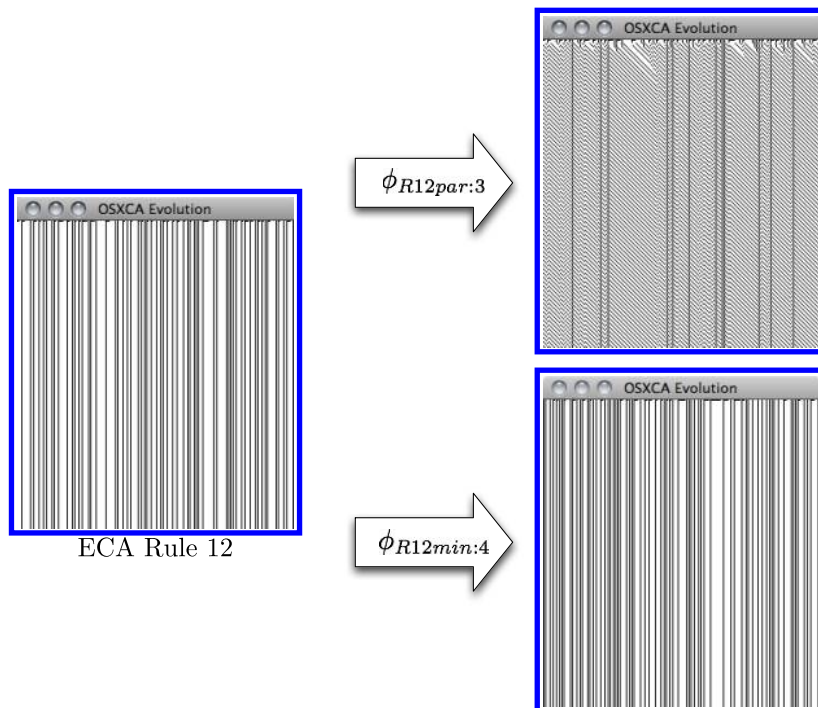 OSXCA Evolution
ϕR12par:3
OSXCA Evolution
ECA Rule 12
OSXCA Evolution
ϕR12min:4